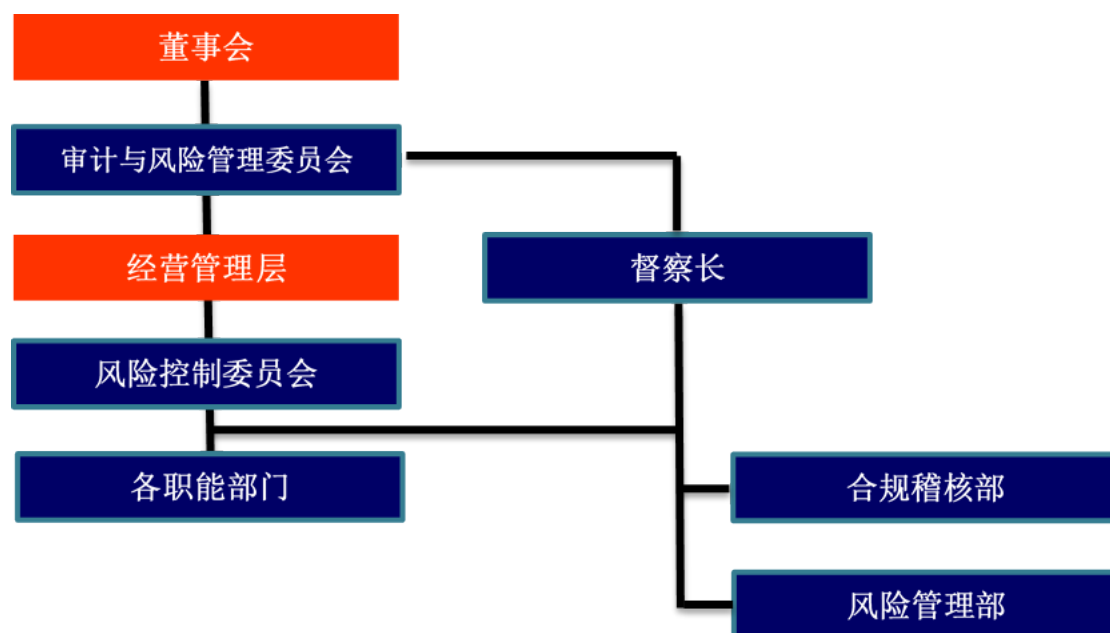 董事会
审计与风险管理委员会
经营管理层
督察长
风险控制委员会
各职能部门
合规稽核部
风险管理部